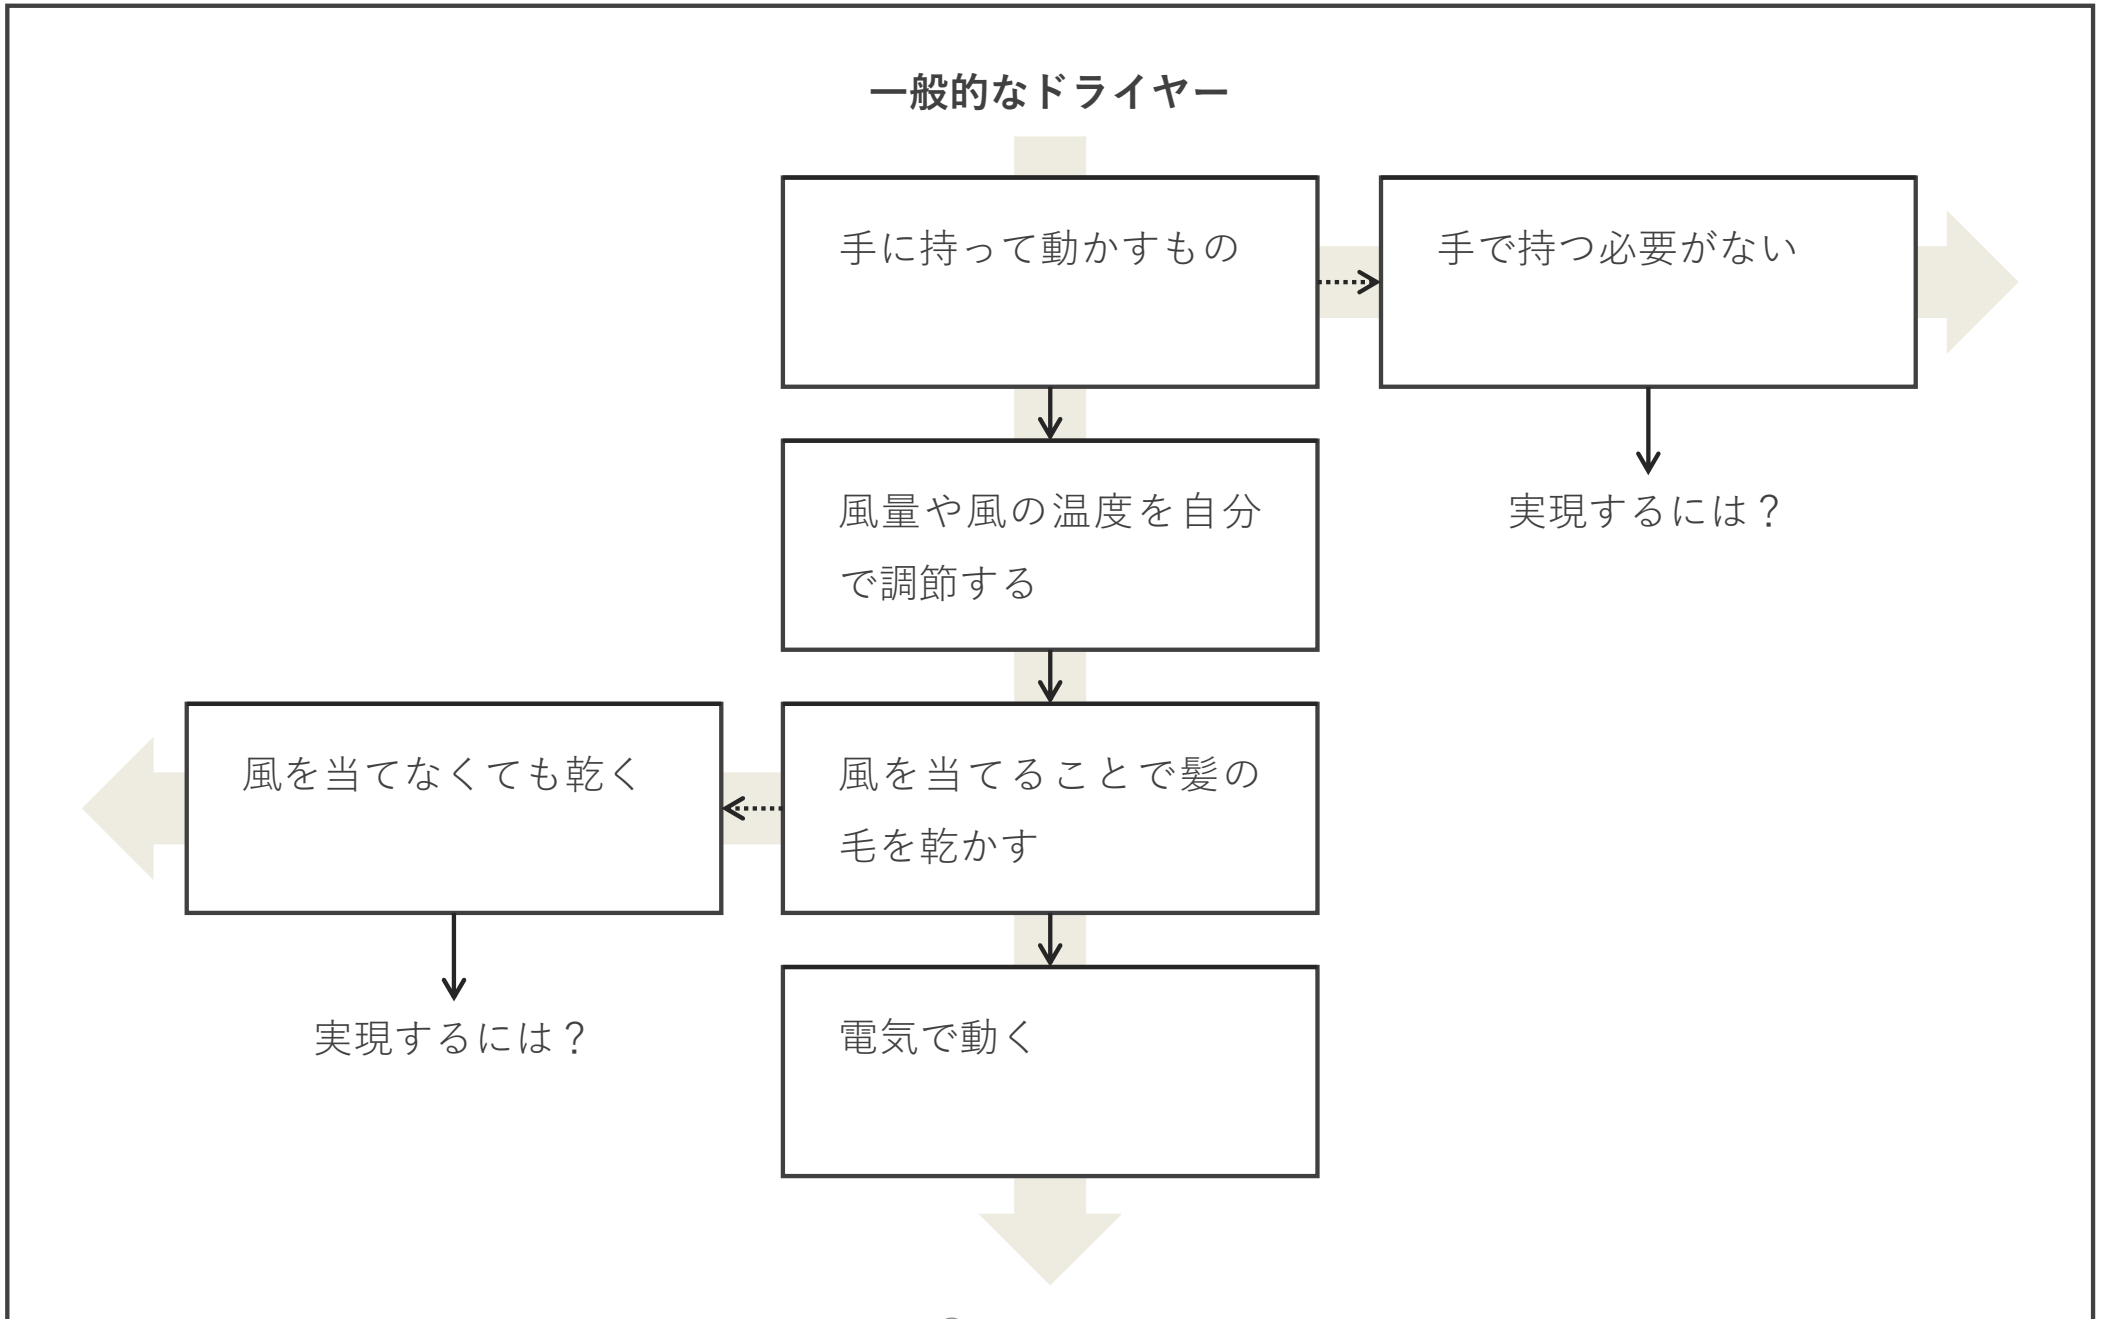 一般的なドライヤー
手に持って動かすもの
手で持つ必要がない
風量や風の温度を自分
で調節する
実現するには？
風を当てなくても乾く
風を当てることで髪の
毛を乾かす
実現するには？
電気で動く